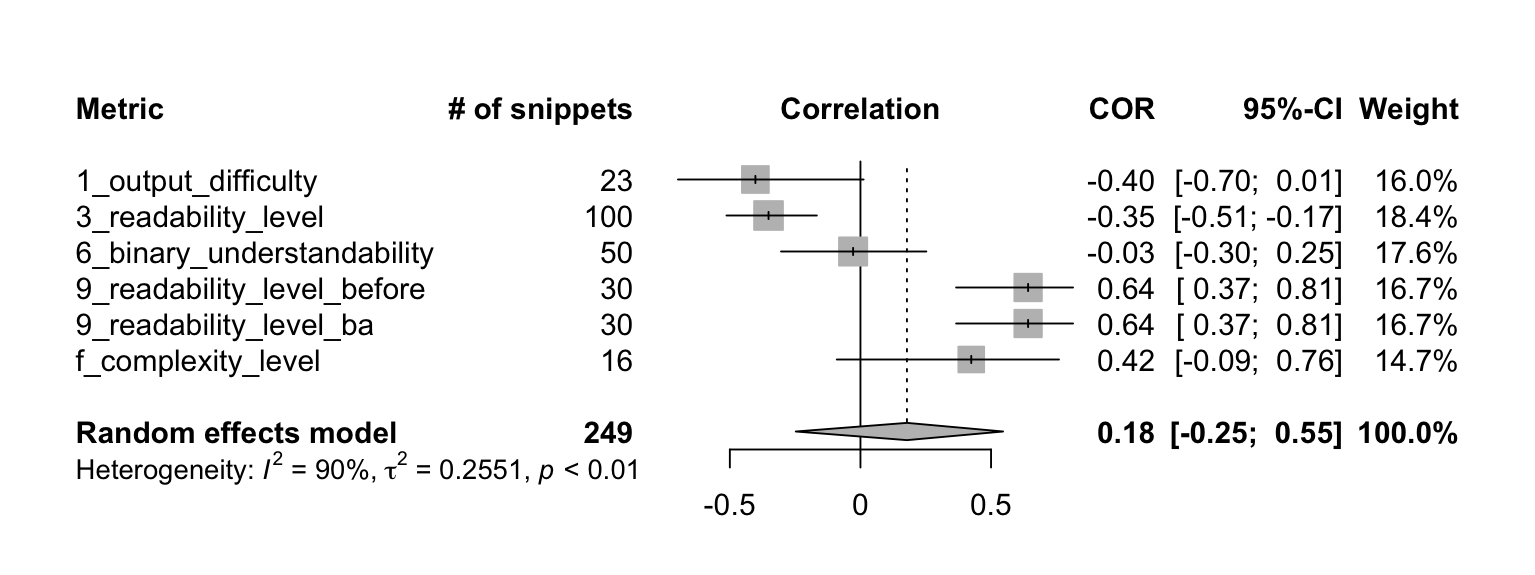 Metric # of snippets Correlation COR 95%-CI Weight
1_output_difficulty 23 -0.40 [-0.70; 0.01] 16.0%
3_readability_level 100 -0.35 [-0.51; -0.17] 18.4%
6_binary_understandability 50 -0.03 [-0.30; 0.25] 17.6%
9_readability_level_before 30 0.64 [ 0.37; 0.81] 16.7%
9_readability_level_ba 30 0.64 [ 0.37; 0.81] 16.7%
f_complexity_level 16 0.42 [-0.09; 0.76] 14.7%
Random effects model 249 0.18 [-0.25; 0.55] 100.0%
Heterogeneity: I² = 90%, τ² = 0.2551, p < 0.01
-0.5 0 0.5